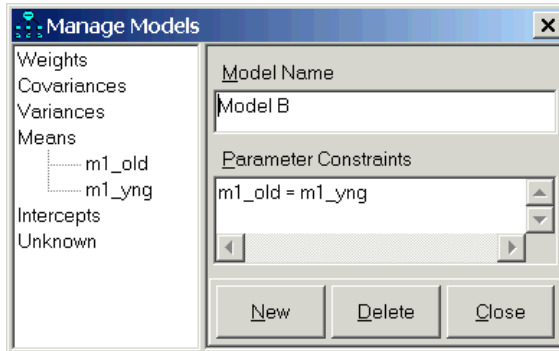 Manage Models
Weights
Covariances
Variances
Means
m1_old
m1_yng
Intercepts
Unknown
Model Name
Model B
Parameter Constraints
m1_old = m1_yng
New
Delete
Close